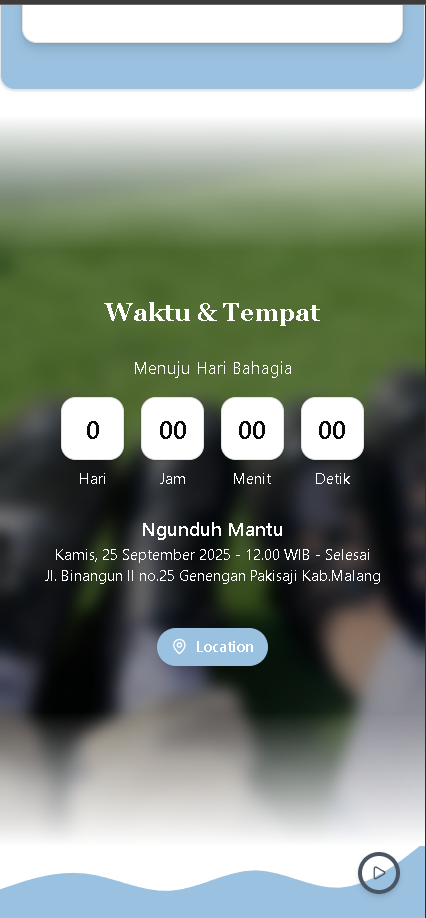 Waktu & Tempat
Menuju Hari Bahagia
0 00 00 00
Hari Jam Menit Detik
Ngunduh Mantu
Kamis, 25 September 2025 - 12.00 WIB - Selesai
Jl. Binangun II no.25 Genengan Pakisaji Kab.Malang
Location